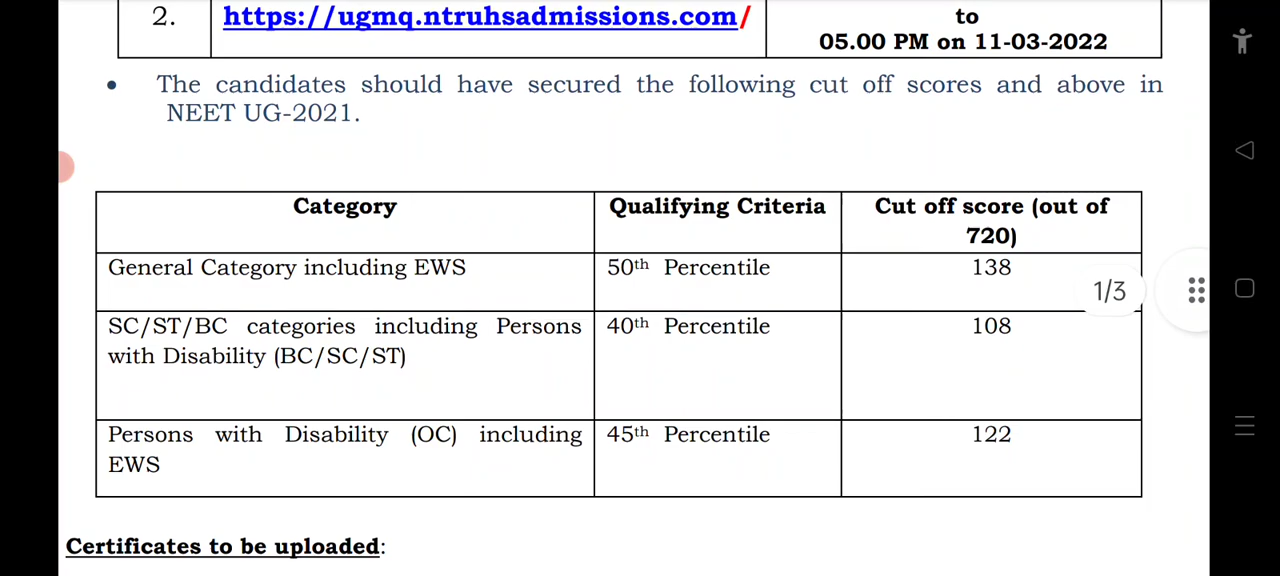 2. https://ugmq.ntruhsadmissions.com/ to
05.00 PM on 11-03-2022
• The candidates should have secured the following cut off scores and above in
NEET UG-2021.
Category Qualifying Criteria Cut off score (out of
720)
General Category including EWS 50th Percentile 138
1/3
SC/ST/BC categories including Persons 40th Percentile 108
with Disability (BC/SC/ST)
Persons with Disability (OC) including 45th Percentile 122
EWS
Certificates to be uploaded: